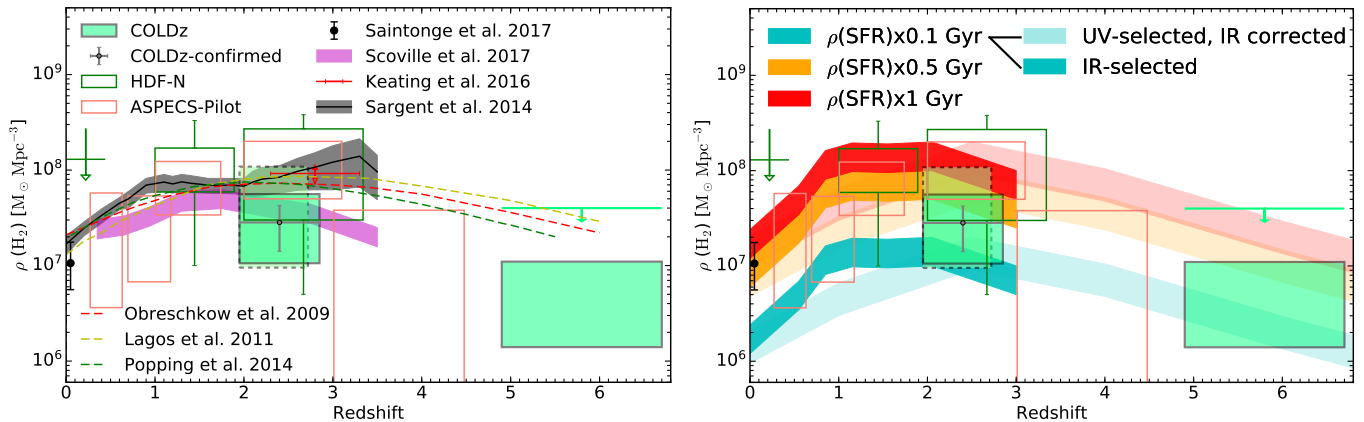 COLDz
COLDz-confirmed
HDF-N
ASPECS-Pilot
Saintonge et al. 2017
Scoville et al. 2017
Keating et al. 2016
Sargent et al. 2014
Obreschkow et al. 2009
Lagos et al. 2011
Popping et al. 2014
ρ (H₂) [M⊙ Mpc⁻³]
10⁹
10⁸
10⁷
10⁶
0 1 2 3 4 5 6
Redshift
ρ(SFR)x0.1 Gyr
ρ(SFR)x0.5 Gyr
ρ(SFR)x1 Gyr
UV-selected, IR corrected
IR-selected
ρ (H₂) [M⊙ Mpc⁻³]
10⁹
10⁸
10⁷
10⁶
0 1 2 3 4 5 6
Redshift